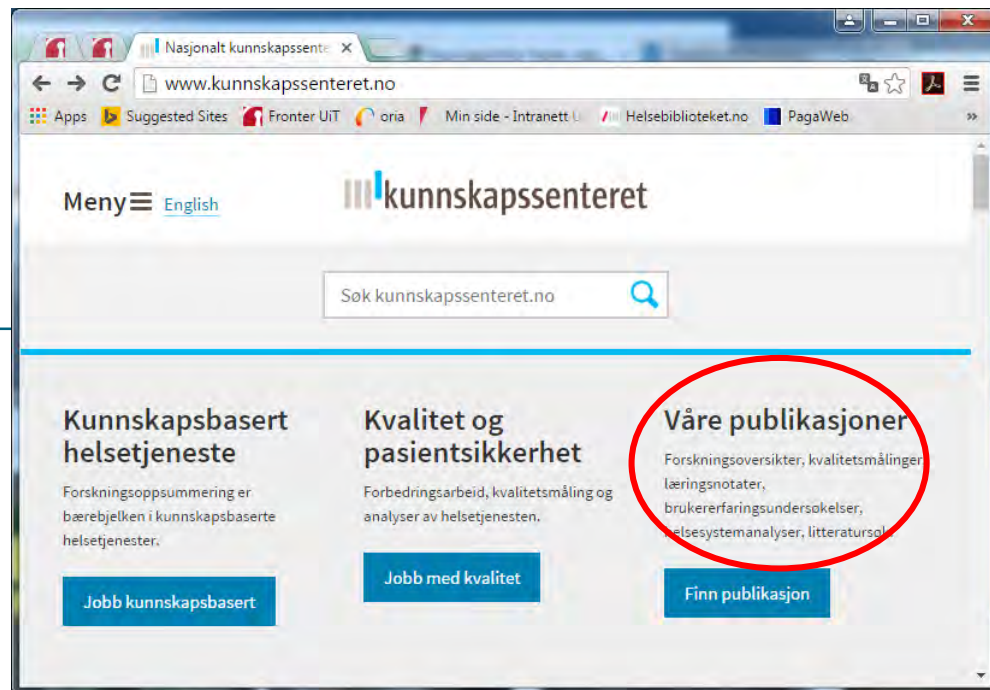 Nasjonalt kunnskapssente
www.kunnskapssenteret.no
Apps Suggested Sites Fronter UiT oria Min side - Intranett U Helsebiblioteket.no PagaWeb »
Meny English
kunnskapssenteret
Søk kunnskapssenteret.no
Kunnskapsbasert
helsetjeneste
Forskningsoppsummering er
bærebjelken i kunnskapsbaserte
helsetjenester.
Jobb kunnskapsbasert
Kvalitet og
pasientsikkerhet
Forbedringsarbeid, kvalitetsmåling og
analyser av helsetjenesten.
Jobb med kvalitet
Våre publikasjoner
Forskningsoversikter, kvalitetsmålinger
læringsnotater,
brukererfaringsundersøkelser,
helsesystemanalyser, litteratursøk.
Finn publikasjon